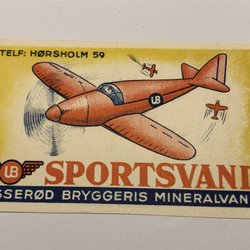 TELF: HØRSHOLM 59
UB
UB SPORTSVAND
SSERØD BRYGGERIS MINERALVAN